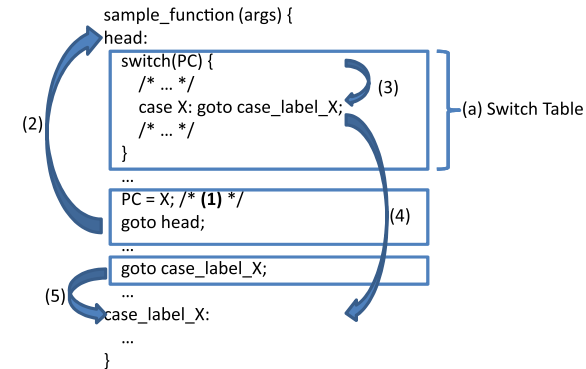 sample_function (args) {
head:
switch(PC) {
/* ... */
(3)
case X: goto case_label_X;
(a) Switch Table
(2)
/* ... */
}
...
PC = X; /* (1) */
(4)
goto head;
...
goto case_label_X;
(5)
...
case_label_X:
...
}